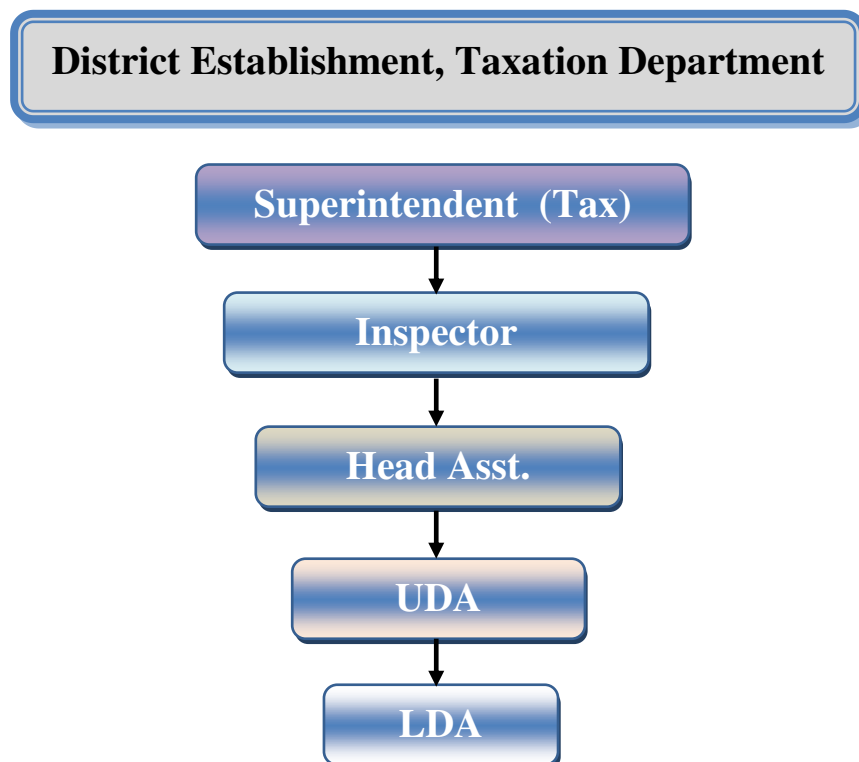 District Establishment, Taxation Department
Superintendent (Tax)
Inspector
Head Asst.
UDA
LDA